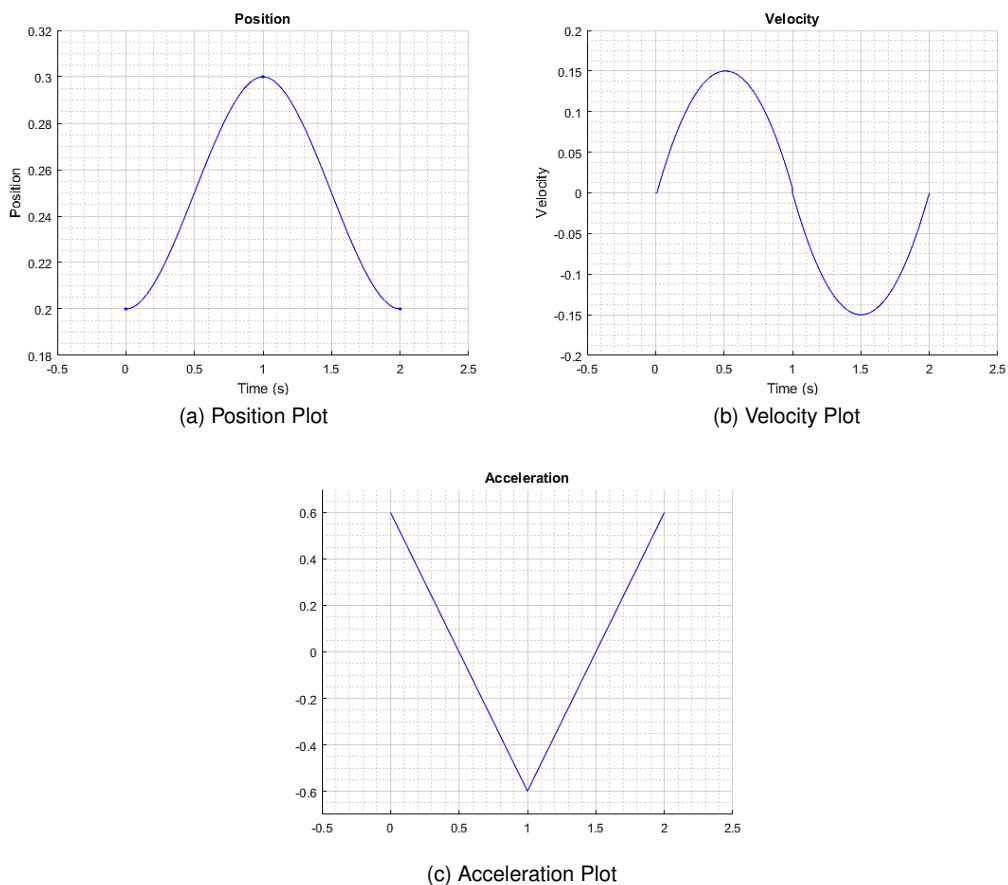 Position
0.32
0.3
0.28
0.26
0.24
0.22
0.2
0.18
Position
-0.5 0 0.5 1 1.5 2 2.5
Time (s)
(a) Position Plot
Velocity
0.2
0.15
0.1
0.05
0
-0.05
-0.1
-0.15
-0.2
Velocity
-0.5 0 0.5 1 1.5 2 2.5
Time (s)
(b) Velocity Plot
Acceleration
0.6
0.4
0.2
0
-0.2
-0.4
-0.6
-0.5 0 0.5 1 1.5 2 2.5
(c) Acceleration Plot